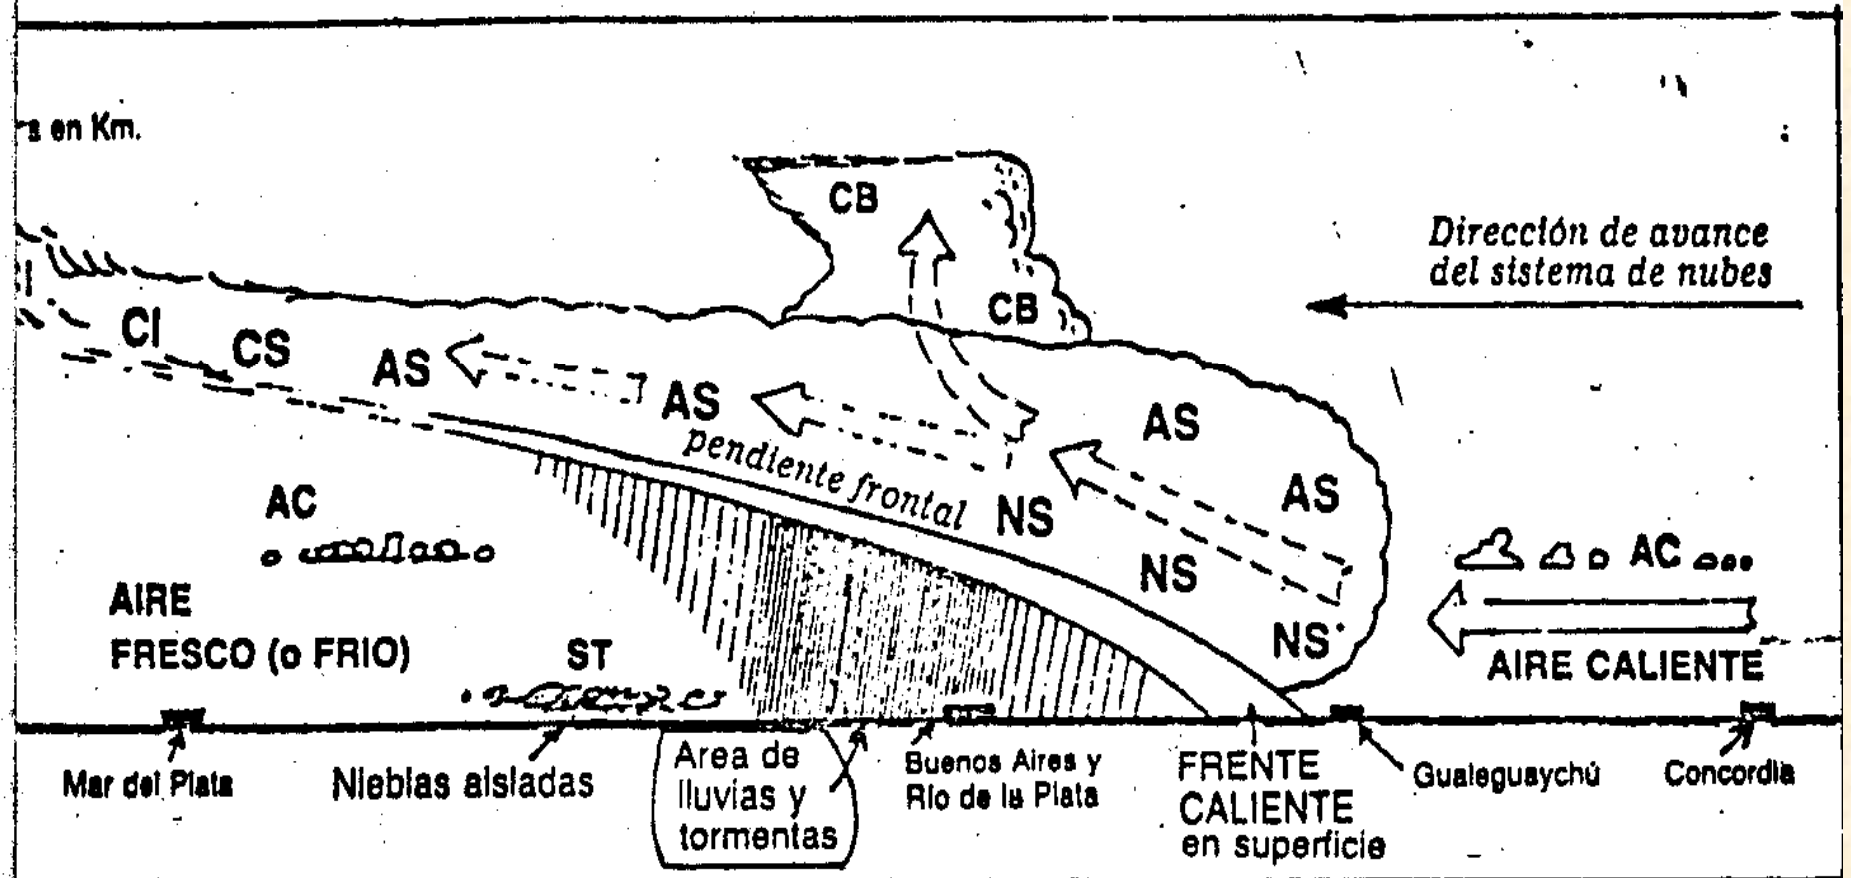 s en Km.
CB
CB
Dirección de avance
del sistema de nubes
CI
CS
AS
AS
AS
AS
pendiente frontal
NS
NS
NS
AC
AC
AIRE CALIENTE
AIRE
FRESCO (o FRIO)
ST
Mar del Plata
Nieblas aisladas
Area de
lluvias y
tormentas
Buenos Aires y
Río de la Plata
FRENTE
CALIENTE
en superficie
Gualeguaychú
Concordia